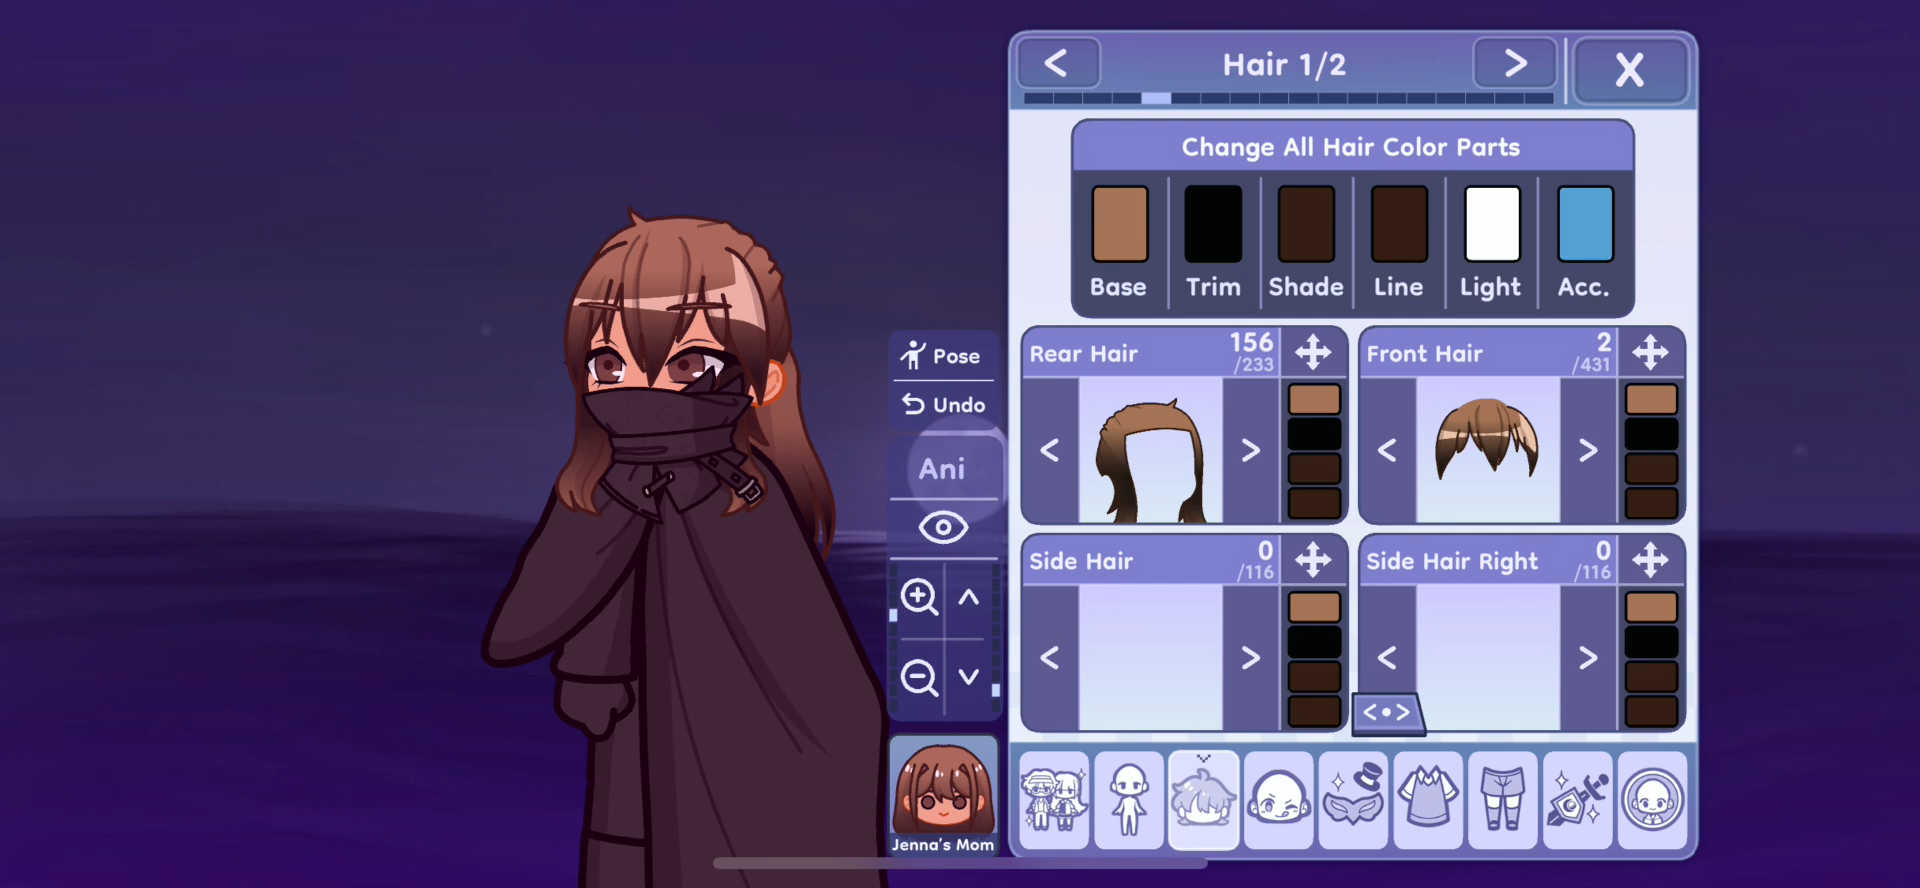 Hair 1/2
X
Change All Hair Color Parts
Base Trim Shade Line Light Acc.
Pose
Undo
Ani
Rear Hair 156 /233
Front Hair 2 /431
Side Hair 0 /116
Side Hair Right 0 /116
Jenna's Mom